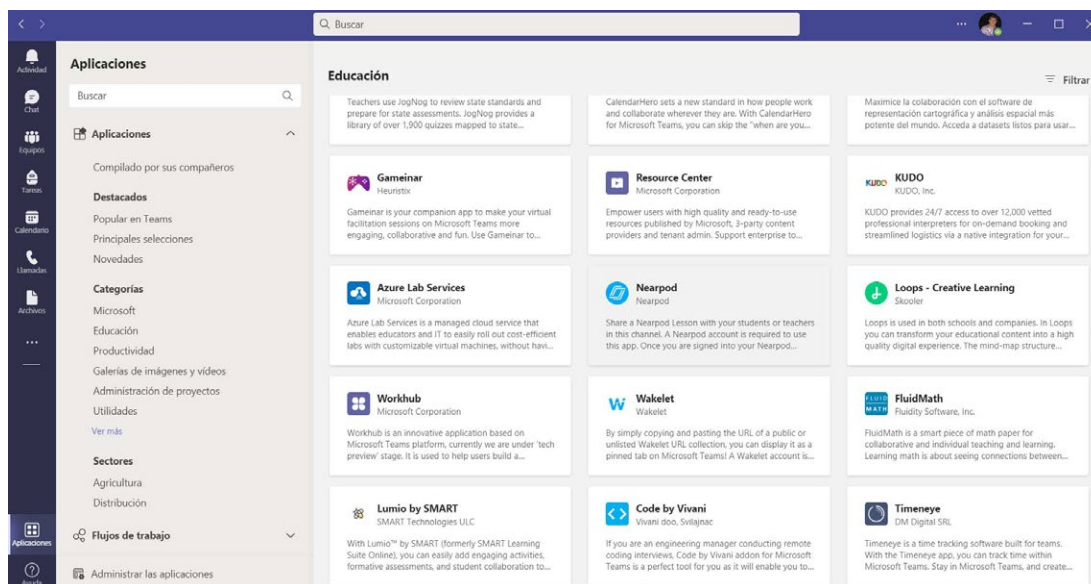 Buscar
Actividad
Chat
Equipos
Tareas
Calendario
Llamadas
Archivos
Aplicaciones
Ayuda
Aplicaciones
Buscar
Aplicaciones
Compilado por sus compañeros
Destacados
Popular en Teams
Principales selecciones
Novedades
Categorías
Microsoft
Educación
Productividad
Galerías de imágenes y vídeos
Administración de proyectos
Utilidades
Ver más
Sectores
Agricultura
Distribución
Flujos de trabajo
Administrar las aplicaciones
Educación
Filtrar
Teachers use JogNog to review state standards and
prepare for state assessments. JogNog provides a
library of over 1,900 quizzes mapped to state...
CalendarHero sets a new standard in how people work
and collaborate wherever they are. With CalendarHero
for Microsoft Teams, you can skip the "when are you...
Maximice la colaboración con el software de
representación cartográfica y análisis espacial más
potente del mundo. Acceda a datasets listos para usar...
Gameinar
Heuristix
Gameinar is your companion app to make your virtual
facilitation sessions on Microsoft Teams more
engaging, collaborative and fun. Use Gameinar to...
Resource Center
Microsoft Corporation
Empower users with high quality and ready-to-use
resources published by Microsoft, 3-party content
providers and tenant admin. Support enterprise to...
KUDO
KUDO
KUDO, Inc.
KUDO provides 24/7 access to over 12,000 vetted
professional interpreters for on-demand booking and
streamlined logistics via a native integration for your...
Azure Lab Services
Microsoft Corporation
Azure Lab Services is a managed cloud service that
enables educators and IT to easily roll out cost-efficient
labs with customizable virtual machines, without havi...
Nearpod
Nearpod
Share a Nearpod Lesson with your students or teachers
in this channel. A Nearpod account is required to use
this app. Once you are signed into your Nearpod...
Loops - Creative Learning
Skooler
Loops is used in both schools and companies. In Loops
you can transform your educational content into a high
quality digital experience. The mind-map structure...
Workhub
Microsoft Corporation
Workhub is an innovative application based on
Microsoft Teams platform, currently we are under 'tech
preview' stage. It is used to help users build a...
Wakelet
Wakelet
By simply copying and pasting the URL of a public or
unlisted Wakelet URL collection, you can display it as a
pinned tab on Microsoft Teams! A Wakelet account is...
FLUID
MATH
FluidMath
Fluidity Software, Inc.
FluidMath is a smart piece of math paper for
collaborative and individual teaching and learning.
Learning math is about seeing connections between...
Lumio by SMART
SMART Technologies ULC
With Lumio™ by SMART (formerly SMART Learning
Suite Online), you can easily add engaging activities,
formative assessments, and student collaboration to...
Code by Vivani
Vivani doo, Svilajnac
If you are an engineering manager conducting remote
coding interviews, Code by Vivani addon for Microsoft
Teams is a perfect tool for you as it will enable you to...
Timeneye
DM Digital SRL
Timeneye is a time tracking software built for teams.
With the Timeneye app, you can track time within
Microsoft Teams. Stay in Microsoft Teams, and create...